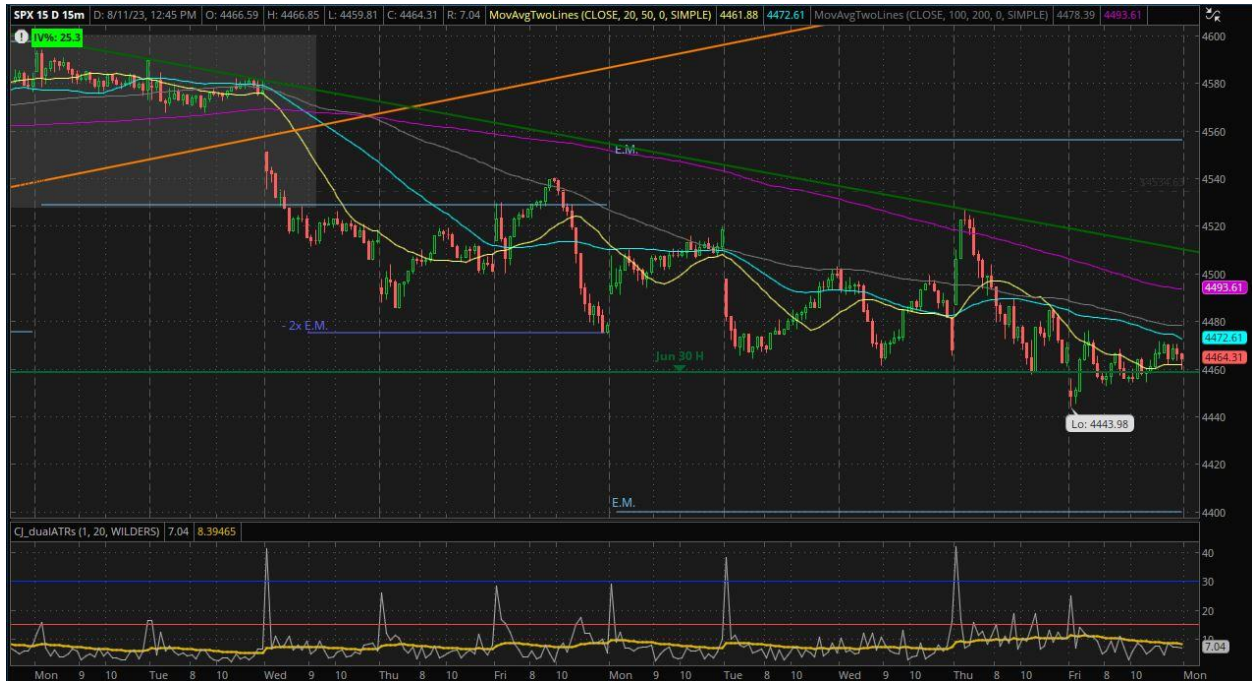 SPX 15 D 15m D: 8/11/23, 12:45 PM O: 4466.59 H: 4466.85 L: 4459.81 C: 4464.31 R: 7.04 MovAvgTwoLines (CLOSE, 20, 50, 0, SIMPLE) 4461.88 4472.61 MovAvgTwoLines (CLOSE, 100, 200, 0, SIMPLE) 4478.39 4493.61
! IV%: 25.3
4600
4580
4560
E.M.
4540
4520
4500
4493.61
4480
- 2x E.M.
4472.61
Jun 30 H
4464.31
4460
4440
Lo: 4443.98
4420
E.M.
4400
CJ_dualATRs (1, 20, WILDERS) 7.04 8.39465
40
30
20
10
7.04
Mon 9 10 Tue 8 10 Wed 9 10 Thu 8 10 Fri 9 10 Mon 9 10 Tue 8 10 Wed 9 10 Thu 8 10 Fri 8 10 Mon